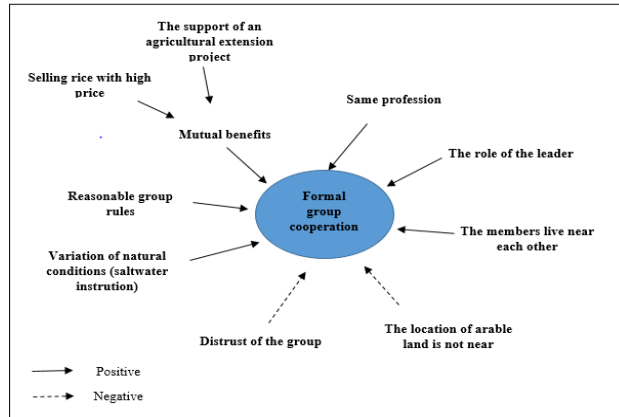 The support of an
agricultural extension
project
Selling rice with high
price
Same profession
Mutual benefits
The role of the leader
Reasonable group
rules
Formal
group
cooperation
The members live near
each other
Variation of natural
conditions (saltwater
instrution)
Distrust of the group
The location of arable
land is not near
Positive
Negative